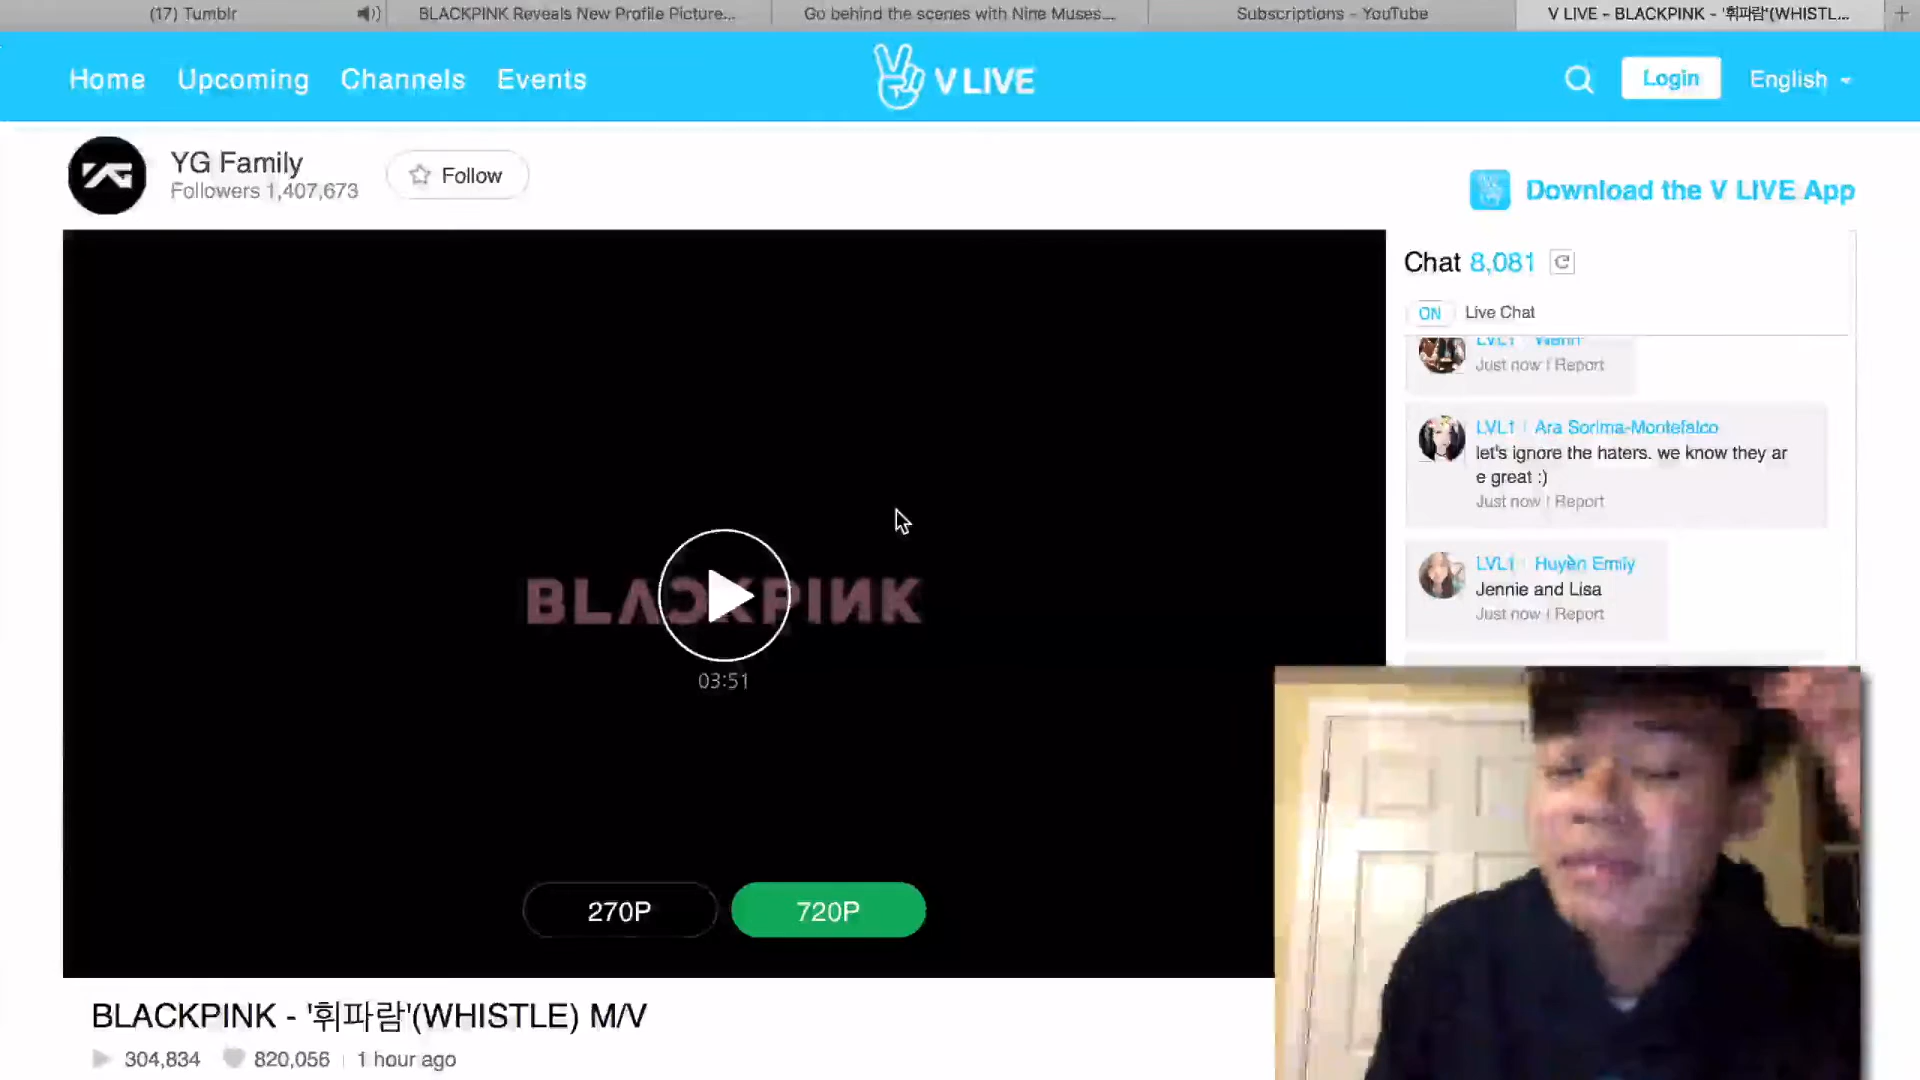 (17) Tumblr
BLACKPINK Reveals New Profile Picture...
Go behind the scenes with Nine Muses...
Subscriptions - YouTube
V LIVE - BLACKPINK - '휘파람'(WHISTL...
Home Upcoming Channels Events
V LIVE
Login
English
YG
YG Family
Followers 1,407,673
Follow
Download the V LIVE App
Chat 8,081
ON Live Chat
LVL1
Just now | Report
LVL1 | Ara Sorima-Montefalco
let's ignore the haters. we know they ar
e great :)
Just now | Report
LVL1 | Huyèn Emily
Jennie and Lisa
Just now | Report
BLACKPINK
03:51
270P
720P
BLACKPINK - '휘파람'(WHISTLE) M/V
304,834 820,056 | 1 hour ago